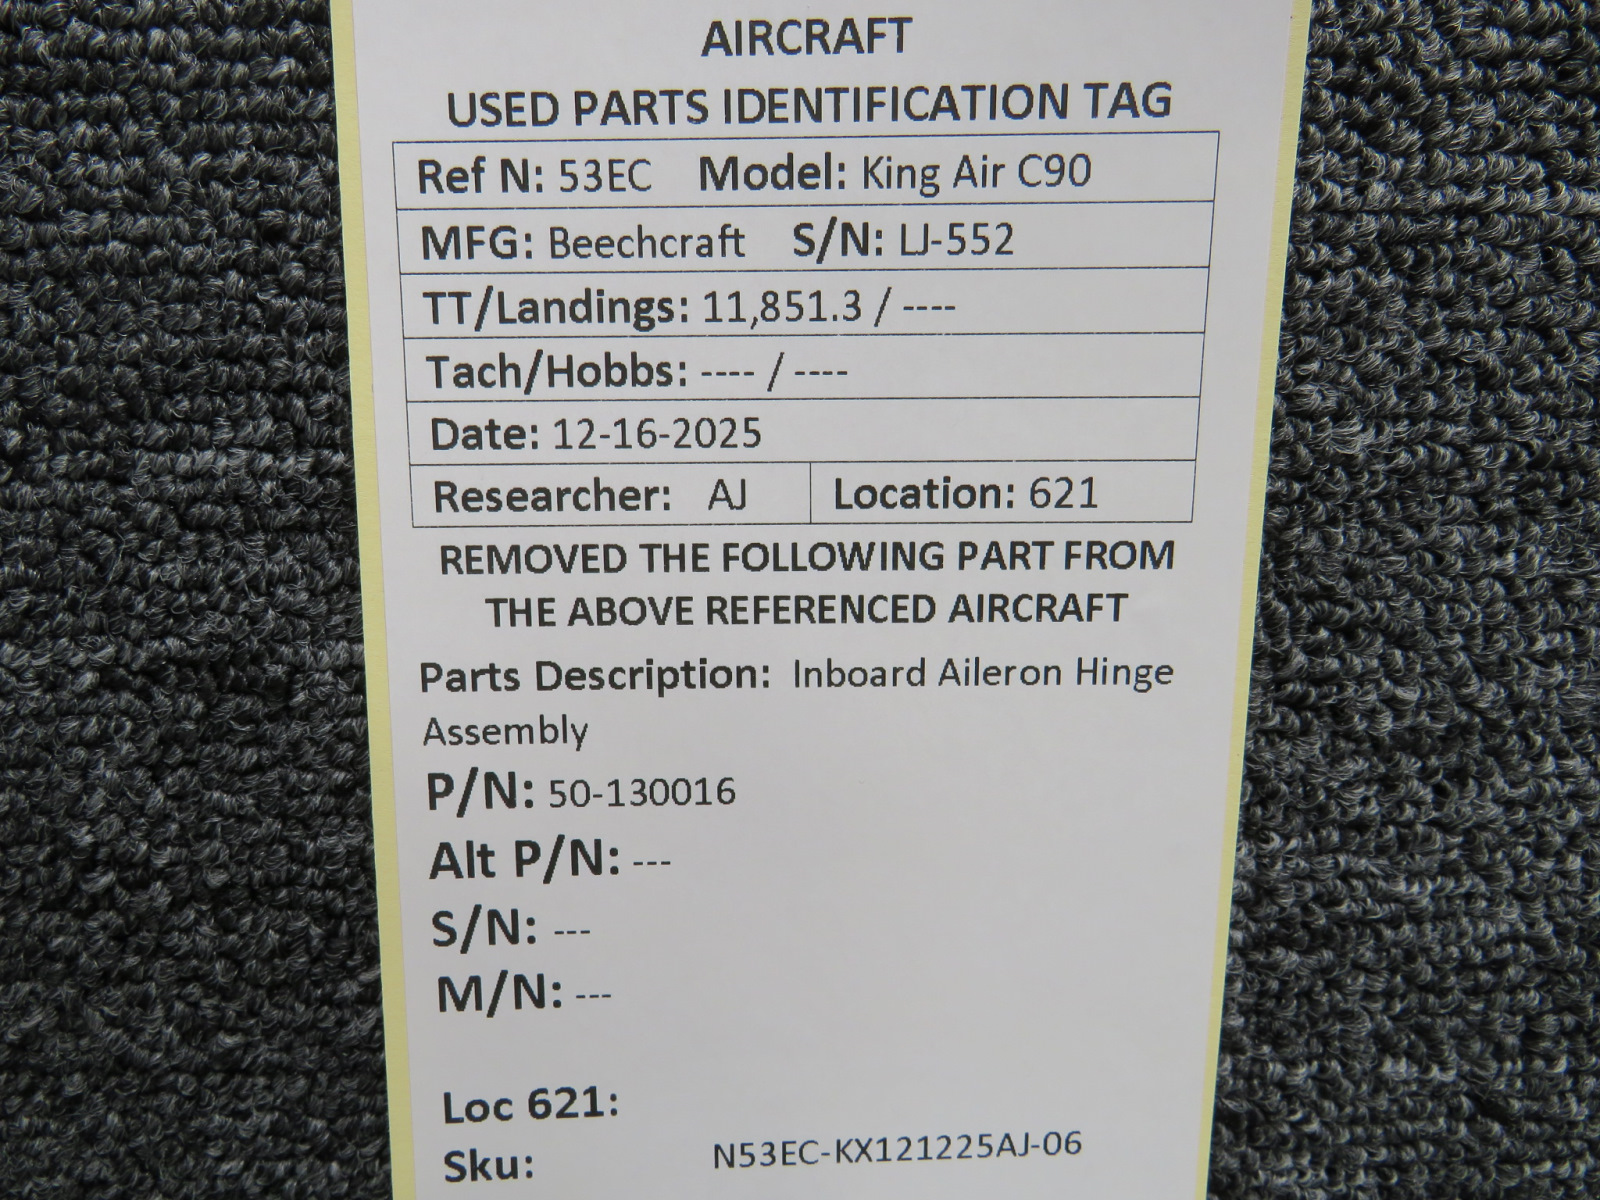 AIRCRAFT
USED PARTS IDENTIFICATION TAG
Ref N: 53EC Model: King Air C90
MFG: Beechcraft S/N: LJ-552
TT/Landings: 11,851.3 / ----
Tach/Hobbs: ---- / ----
Date: 12-16-2025
Researcher: AJ Location: 621
REMOVED THE FOLLOWING PART FROM
THE ABOVE REFERENCED AIRCRAFT
Parts Description: Inboard Aileron Hinge
Assembly
P/N: 50-130016
Alt P/N: ---
S/N: ---
M/N: ---
Loc 621:
Sku: N53EC-KX121225AJ-06